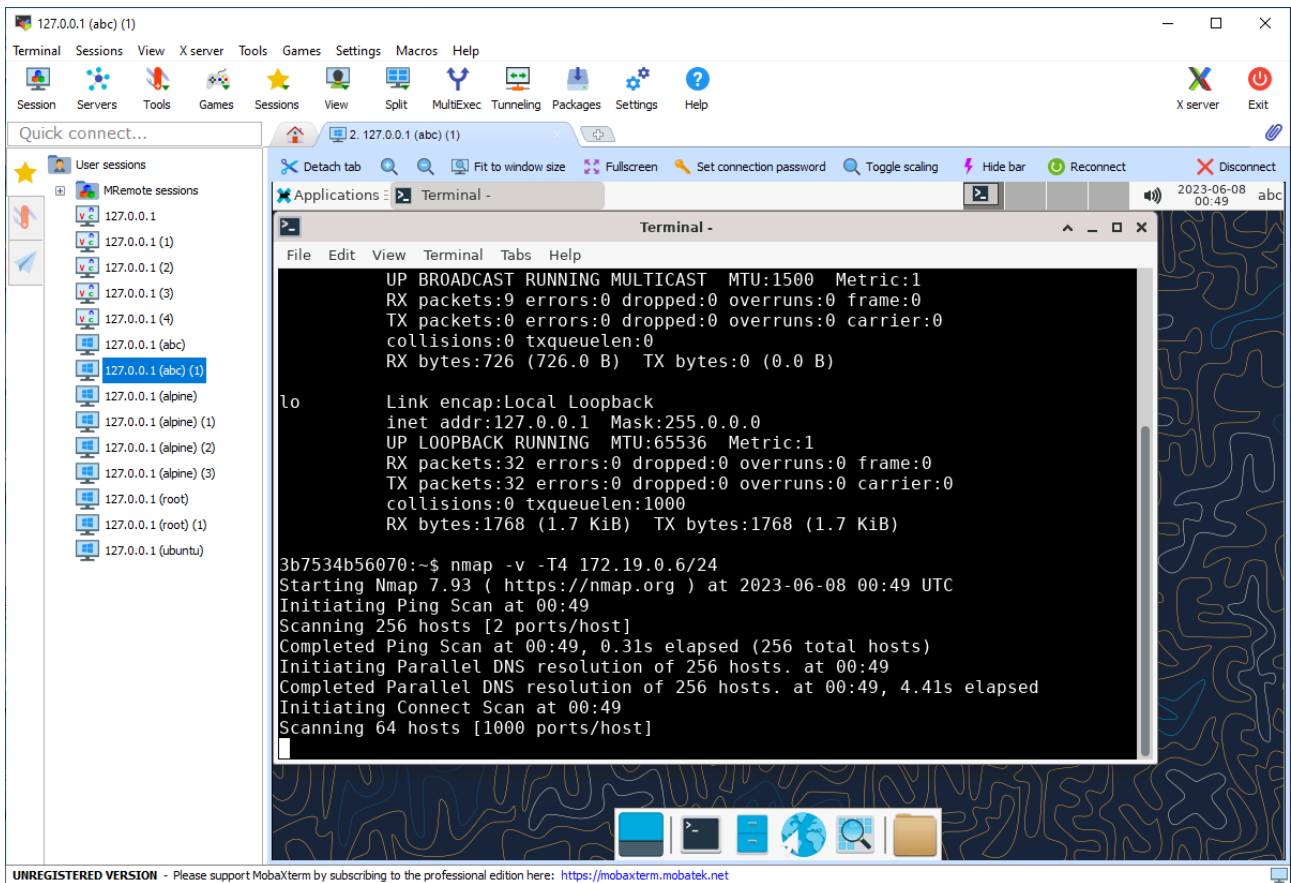 127.0.0.1 (abc) (1)
Terminal Sessions View X server Tools Games Settings Macros Help
Session Servers Tools Games Sessions View Split MultiExec Tunneling Packages Settings Help X server Exit
Quick connect...
2. 127.0.0.1 (abc) (1)
Detach tab Fit to window size Fullscreen Set connection password Toggle scaling Hide bar Reconnect Disconnect
User sessions
MRemote sessions
127.0.0.1
127.0.0.1 (1)
127.0.0.1 (2)
127.0.0.1 (3)
127.0.0.1 (4)
127.0.0.1 (abc)
127.0.0.1 (abc) (1)
127.0.0.1 (alpine)
127.0.0.1 (alpine) (1)
127.0.0.1 (alpine) (2)
127.0.0.1 (alpine) (3)
127.0.0.1 (root)
127.0.0.1 (root) (1)
127.0.0.1 (ubuntu)
Applications Terminal - 2023-06-08
00:49 abc
Terminal -
File Edit View Terminal Tabs Help
UP BROADCAST RUNNING MULTICAST  MTU:1500  Metric:1
RX packets:9 errors:0 dropped:0 overruns:0 frame:0
TX packets:0 errors:0 dropped:0 overruns:0 carrier:0
collisions:0 txqueuelen:0
RX bytes:726 (726.0 B)  TX bytes:0 (0.0 B)
lo        Link encap:Local Loopback
inet addr:127.0.0.1  Mask:255.0.0.0
UP LOOPBACK RUNNING  MTU:65536  Metric:1
RX packets:32 errors:0 dropped:0 overruns:0 frame:0
TX packets:32 errors:0 dropped:0 overruns:0 carrier:0
collisions:0 txqueuelen:1000
RX bytes:1768 (1.7 KiB)  TX bytes:1768 (1.7 KiB)
3b7534b56070:~$ nmap -v -T4 172.19.0.6/24
Starting Nmap 7.93 ( https://nmap.org ) at 2023-06-08 00:49 UTC
Initiating Ping Scan at 00:49
Scanning 256 hosts [2 ports/host]
Completed Ping Scan at 00:49, 0.31s elapsed (256 total hosts)
Initiating Parallel DNS resolution of 256 hosts. at 00:49
Completed Parallel DNS resolution of 256 hosts. at 00:49, 4.41s elapsed
Initiating Connect Scan at 00:49
Scanning 64 hosts [1000 ports/host]
UNREGISTERED VERSION - Please support MobaXterm by subscribing to the professional edition here: https://mobaxterm.mobatek.net